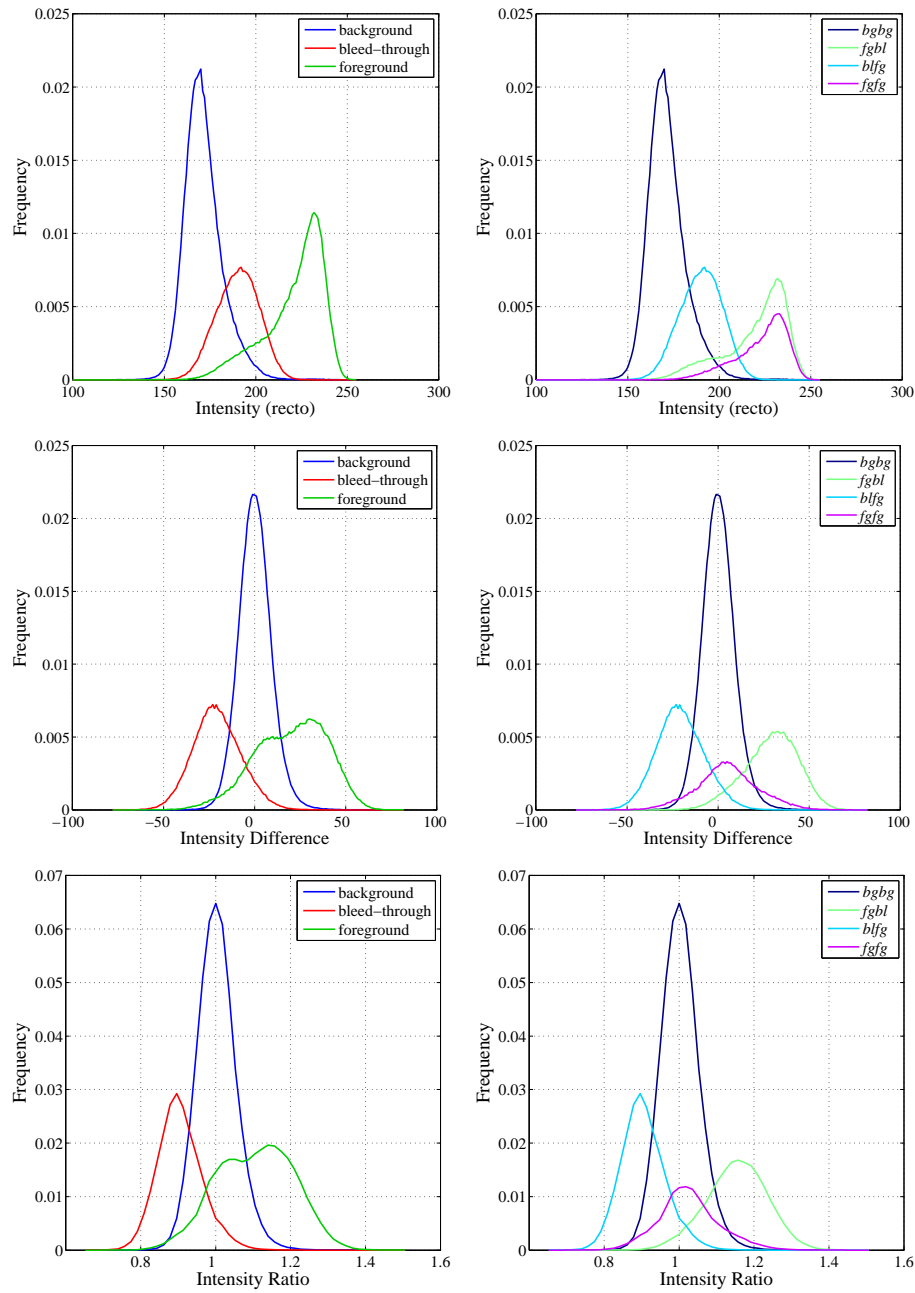 0.025
0.02
0.015
0.01
0.005
0
100
150
200
250
300
Frequency
Intensity (recto)
background
bleed−through
foreground
0.025
0.02
0.015
0.01
0.005
0
100
150
200
250
300
Frequency
Intensity (recto)
bgbg
fgbl
blfg
fgfg
0.025
0.02
0.015
0.01
0.005
0
−100
−50
0
50
100
Frequency
Intensity Difference
background
bleed−through
foreground
0.025
0.02
0.015
0.01
0.005
0
−100
−50
0
50
100
Frequency
Intensity Difference
bgbg
fgbl
blfg
fgfg
0.07
0.06
0.05
0.04
0.03
0.02
0.01
0
0.8
1
1.2
1.4
1.6
Frequency
Intensity Ratio
background
bleed−through
foreground
0.07
0.06
0.05
0.04
0.03
0.02
0.01
0
0.8
1
1.2
1.4
1.6
Frequency
Intensity Ratio
bgbg
fgbl
blfg
fgfg